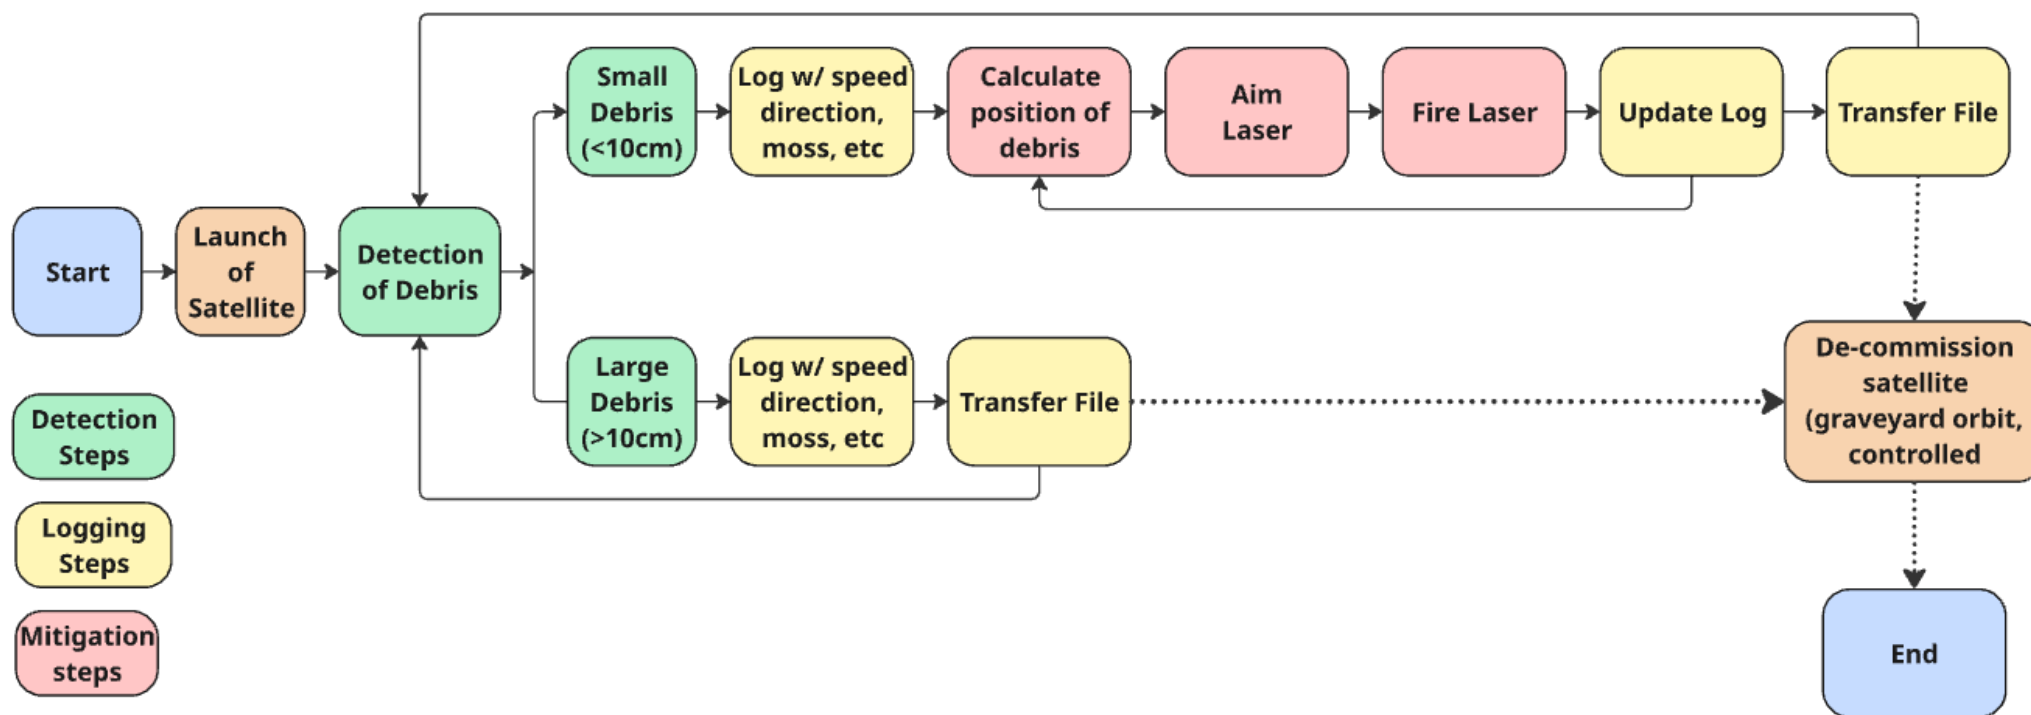 Small
Debris
(<10cm)
Log w/ speed
direction,
moss, etc
Calculate
position of
debris
Aim
Laser
Fire Laser
Update Log
Transfer File
Start
Launch
of
Satellite
Detection
of Debris
Large
Debris
(>10cm)
Log w/ speed
direction,
moss, etc
Transfer File
De-commission
satellite
(graveyard orbit,
controlled
Detection
Steps
Logging
Steps
Mitigation
steps
End